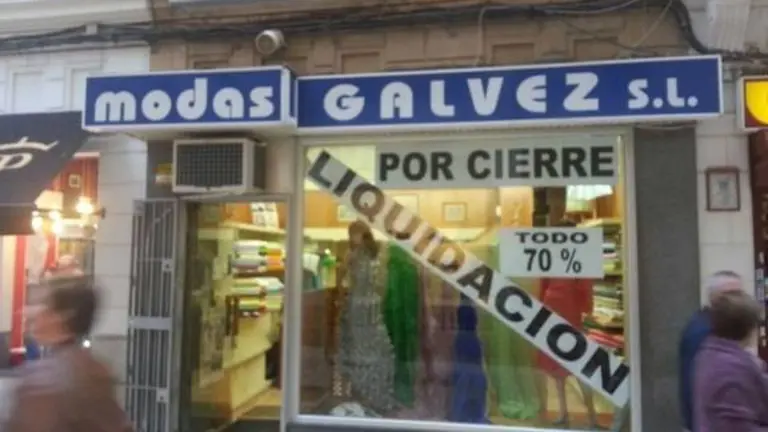 modas GALVEZ S.L.
POR CIERRE
LIQUIDACION
TODO
70 %